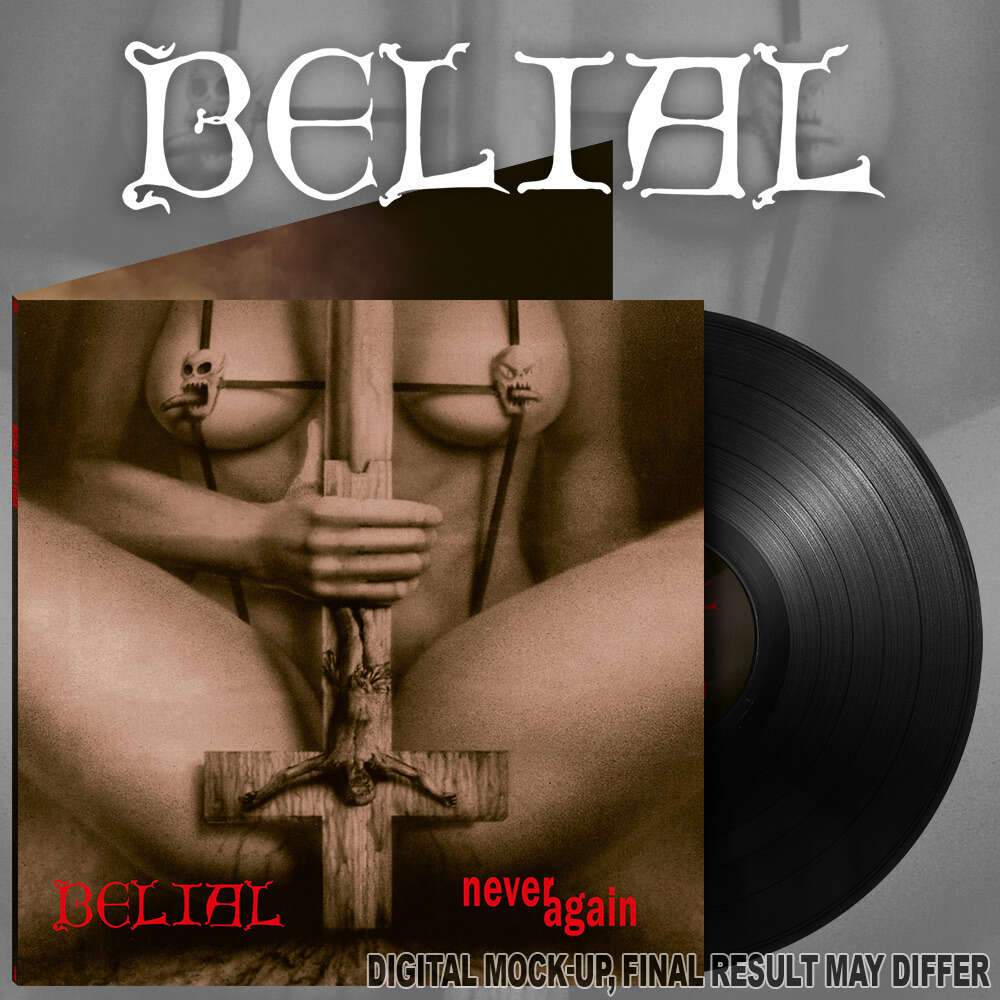 BELIAL
BELIAL
never
again
DIGITAL MOCK-UP, FINAL RESULT MAY DIFFER